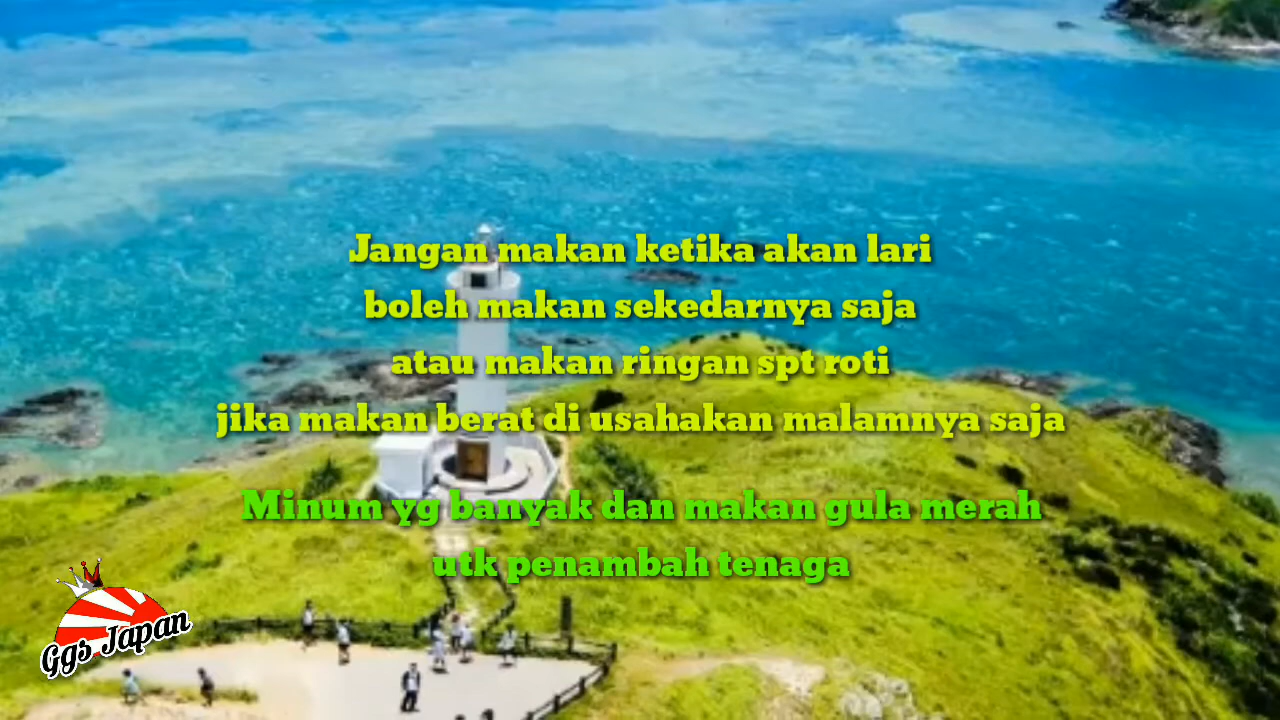 Jangan makan ketika akan lari
boleh makan sekedarnya saja
atau makan ringan spt roti
jika makan berat di usahakan malamnya saja
Minum yg banyak dan makan gula merah
utk penambah tenaga
Ggs Japan